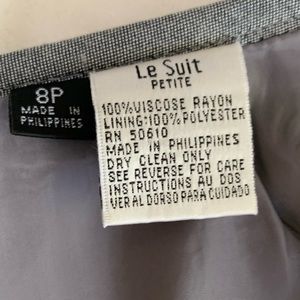 8P
MADE IN
PHILIPPINES
Le Suit
PETITE
100%VISCOSE RAYON
LINING:100%POLYESTER
RN 50610
MADE IN PHILIPPINES
DRY CLEAN ONLY
SEE REVERSE FOR CARE
INSTRUCTIONS AU DOS
VER AL DORSO PARA CUIDADO